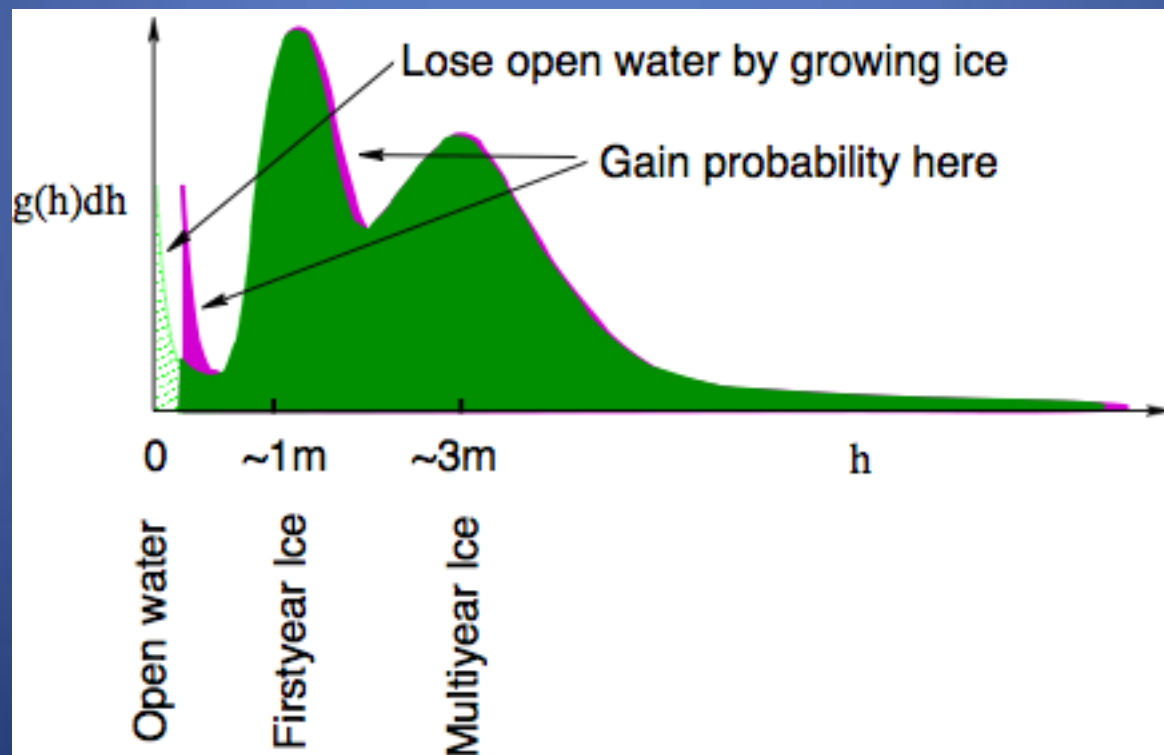 Lose open water by growing ice
Gain probability here
g(h)dh
0
~1m
~3m
h
Open water
Firstyear Ice
Multiyear Ice